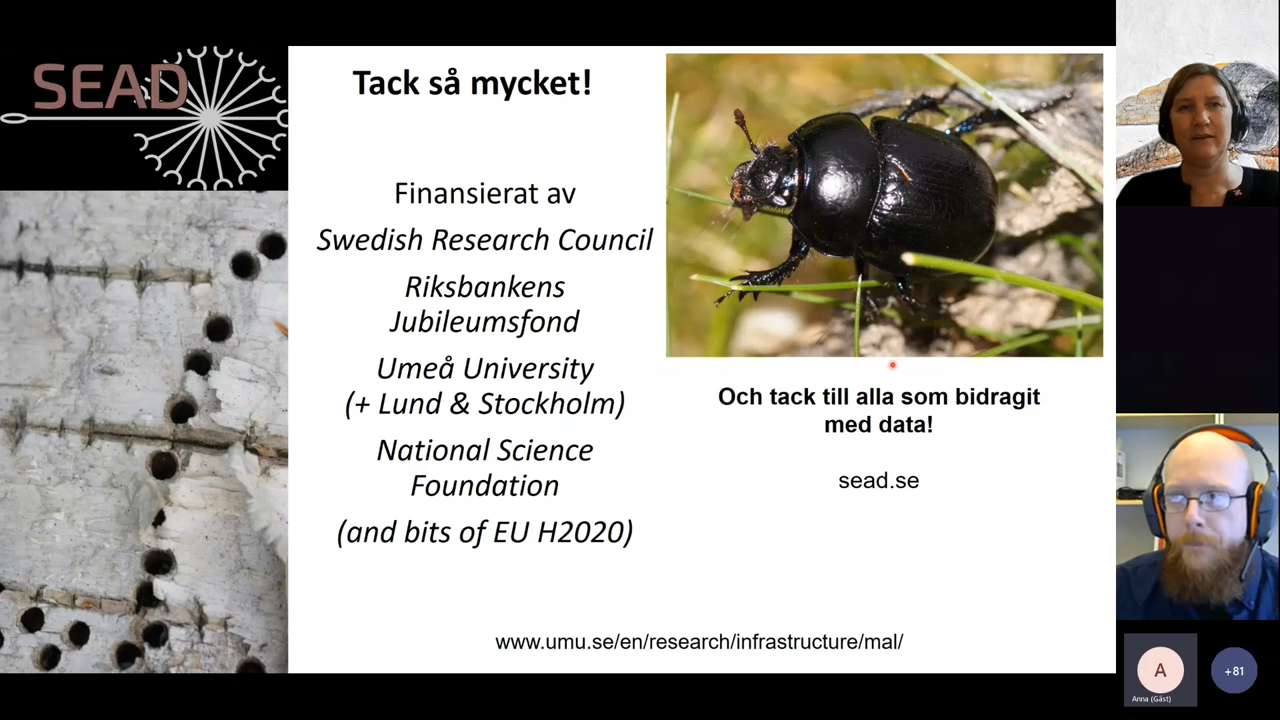 SEAD
Tack så mycket!
Finansierat av
Swedish Research Council
Riksbankens
Jubileumsfond
Umeå University
(+ Lund & Stockholm)
National Science
Foundation
(and bits of EU H2020)
Och tack till alla som bidragit
med data!
sead.se
www.umu.se/en/research/infrastructure/mal/
A
Anna (Gäst)
+81